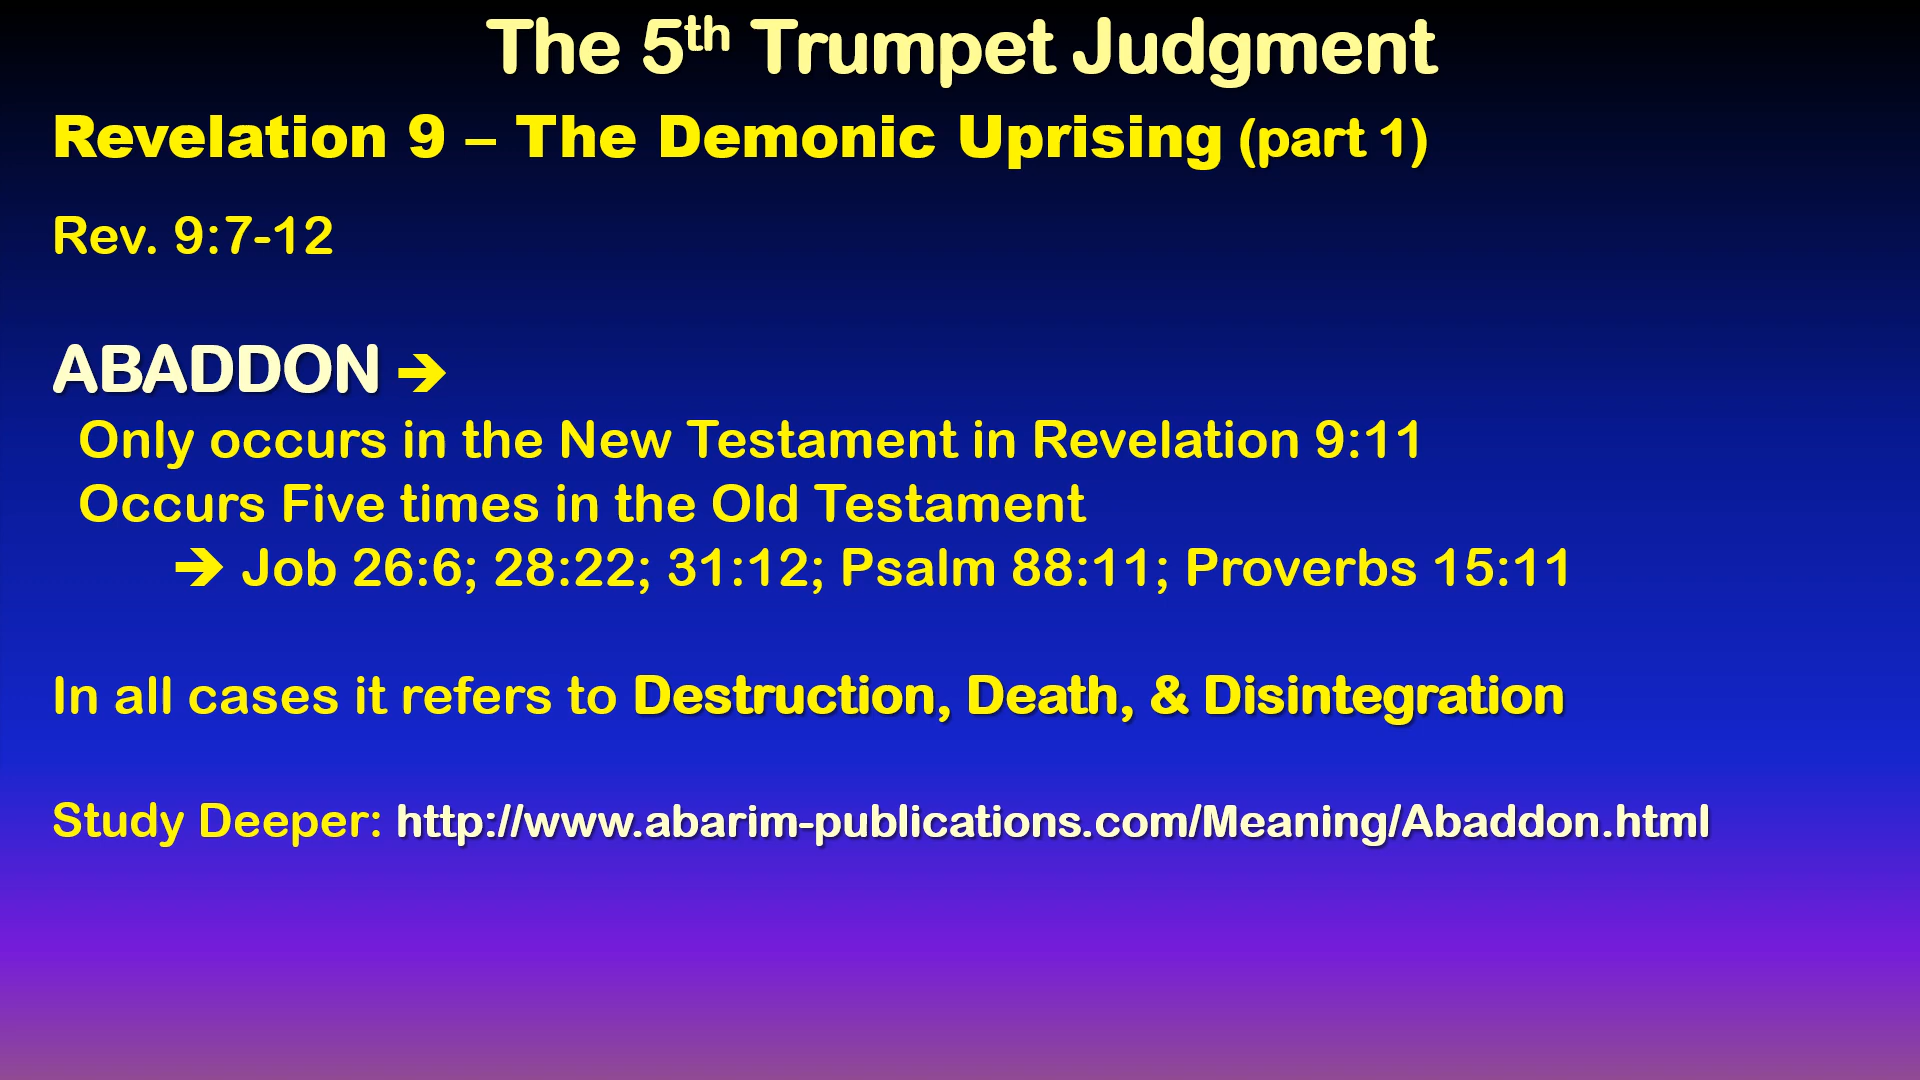 The 5th Trumpet Judgment
Revelation 9 – The Demonic Uprising (part 1)
Rev. 9:7-12
ABADDON ➔
Only occurs in the New Testament in Revelation 9:11
Occurs Five times in the Old Testament
➔ Job 26:6; 28:22; 31:12; Psalm 88:11; Proverbs 15:11
In all cases it refers to Destruction, Death, & Disintegration
Study Deeper: http://www.abarim-publications.com/Meaning/Abaddon.html